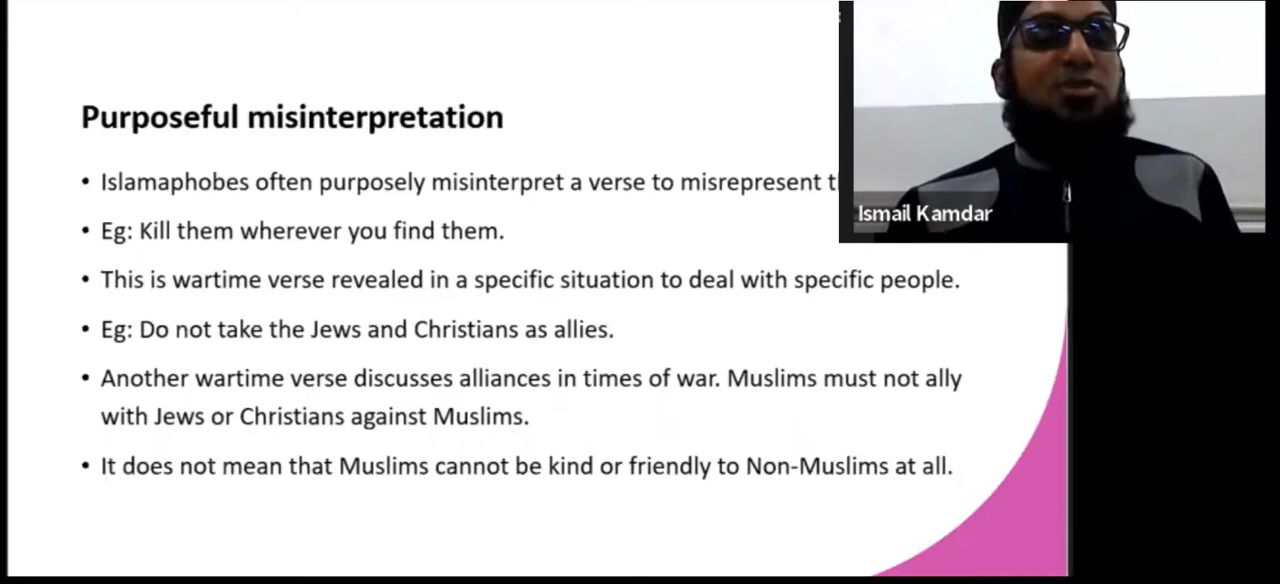 Purposeful misinterpretation
• Islamaphobes often purposely misinterpret a verse to misrepresent
• Eg: Kill them wherever you find them.
• This is wartime verse revealed in a specific situation to deal with specific people.
• Eg: Do not take the Jews and Christians as allies.
• Another wartime verse discusses alliances in times of war. Muslims must not ally
with Jews or Christians against Muslims.
• It does not mean that Muslims cannot be kind or friendly to Non-Muslims at all.
Ismail Kamdar